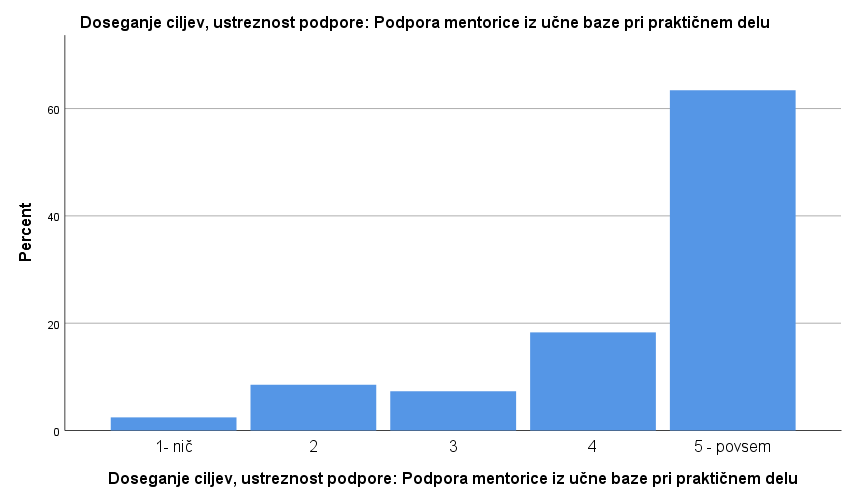 Doseganje ciljev, ustreznost podpore: Podpora mentorice iz učne baze pri praktičnem delu
Percent
60
40
20
0
1- nič
2
3
4
5 - povsem
Doseganje ciljev, ustreznost podpore: Podpora mentorice iz učne baze pri praktičnem delu